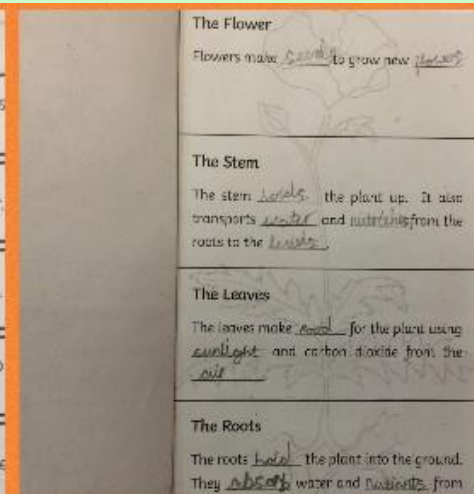 The Flower
Flowers make seeds to grow new flowers
The Stem
The stem holds the plant up. It also
transports water and from the
roots to the leaves.
The Leaves
The leaves make food for the plant using
sunlight and carbon dioxide from the
air
The Roots
The roots hold the plant into the ground.
They absorb water and nutrients from